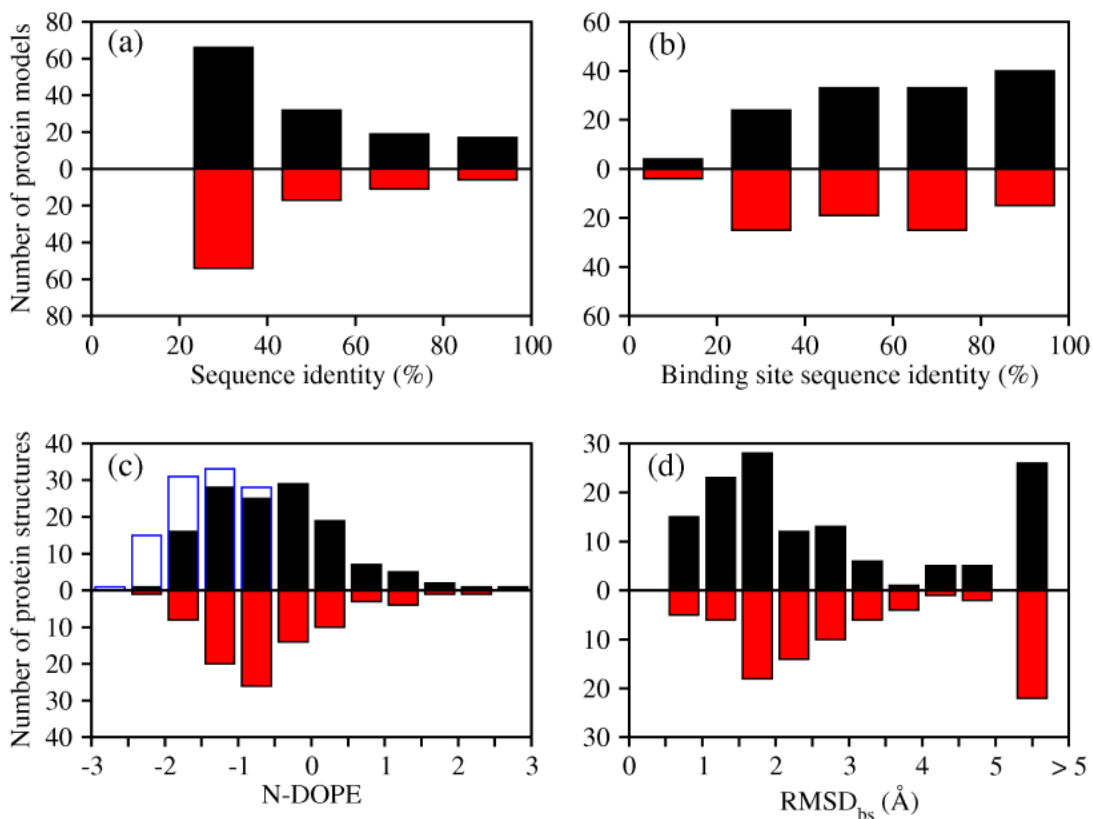 (a)
Number of protein models
80
60
40
20
0
20
40
60
80
0 20 40 60 80 100
Sequence identity (%)
(b)
60
40
20
0
20
40
60
0 20 40 60 80 100
Binding site sequence identity (%)
(c)
Number of protein structures
40
30
20
10
0
10
20
30
40
-3 -2 -1 0 1 2 3
N-DOPE
(d)
30
20
10
0
10
20
30
0 1 2 3 4 5 > 5
RMSDbs (Å)